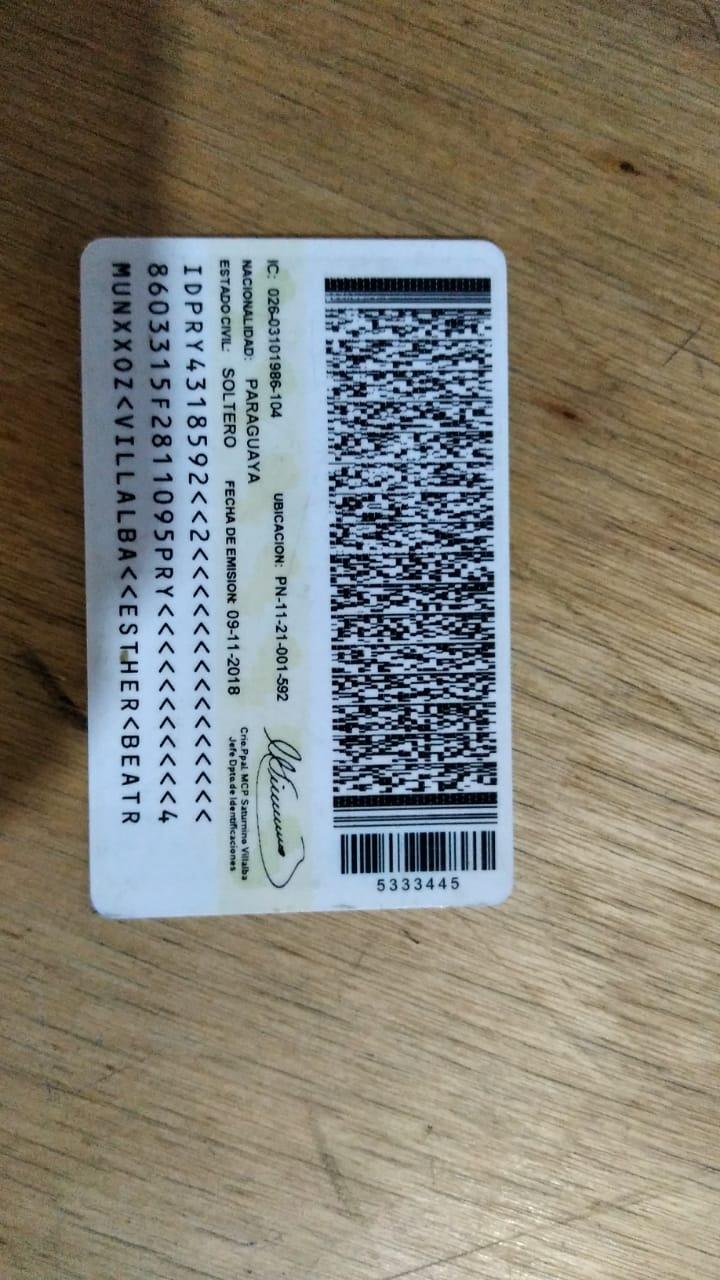 5333445
IC: 026-03101986-104 UBICACION: PN-11-21-001-592
NACIONALIDAD: PARAGUAYA
ESTADO CIVIL: SOLTERO FECHA DE EMISION: 09-11-2018
Crio.Ppal. MCP Saturnino Villalba
Jefe Dpto.de Identificaciones
IDPRY4318592<<2<<<<<<<<<<<<<<<
8603315F2811095PRY<<<<<<<<<<<4
MUNXXOZ<VILLALBA<<ESTHER<BEATR